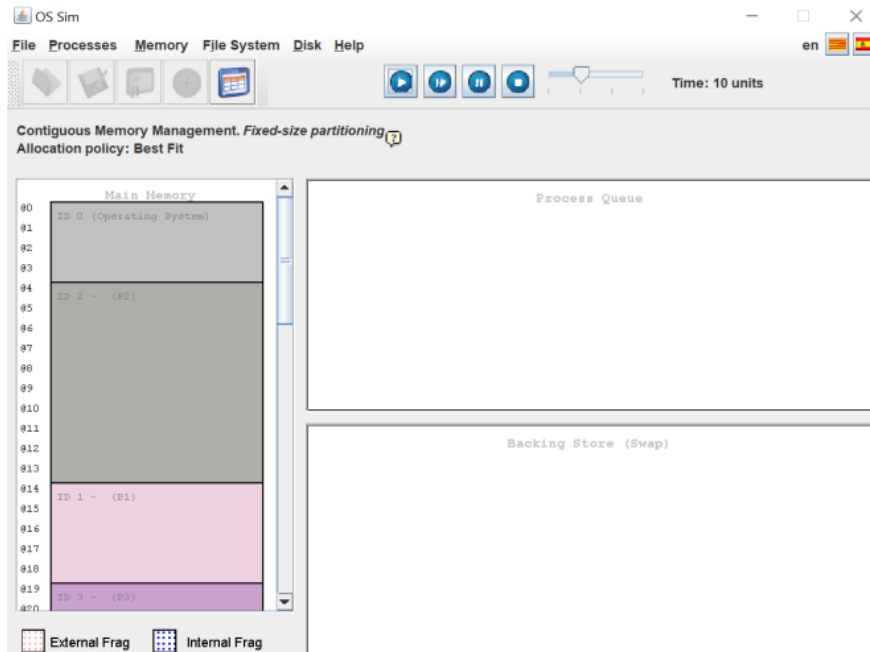 OS Sim
File Processes Memory File System Disk Help
en
Time: 10 units
Contiguous Memory Management. Fixed-size partitioning
Allocation policy: Best Fit
Main Memory
@0
ID 0 (Operating System)
@1
@2
@3
@4
ID 2 - (P2)
@5
@6
@7
@8
@9
@10
@11
@12
@13
@14
ID 1 - (P1)
@15
@16
@17
@18
@19
ID 3 - (P3)
@20
External Frag
Internal Frag
Process Queue
Backing Store (Swap)